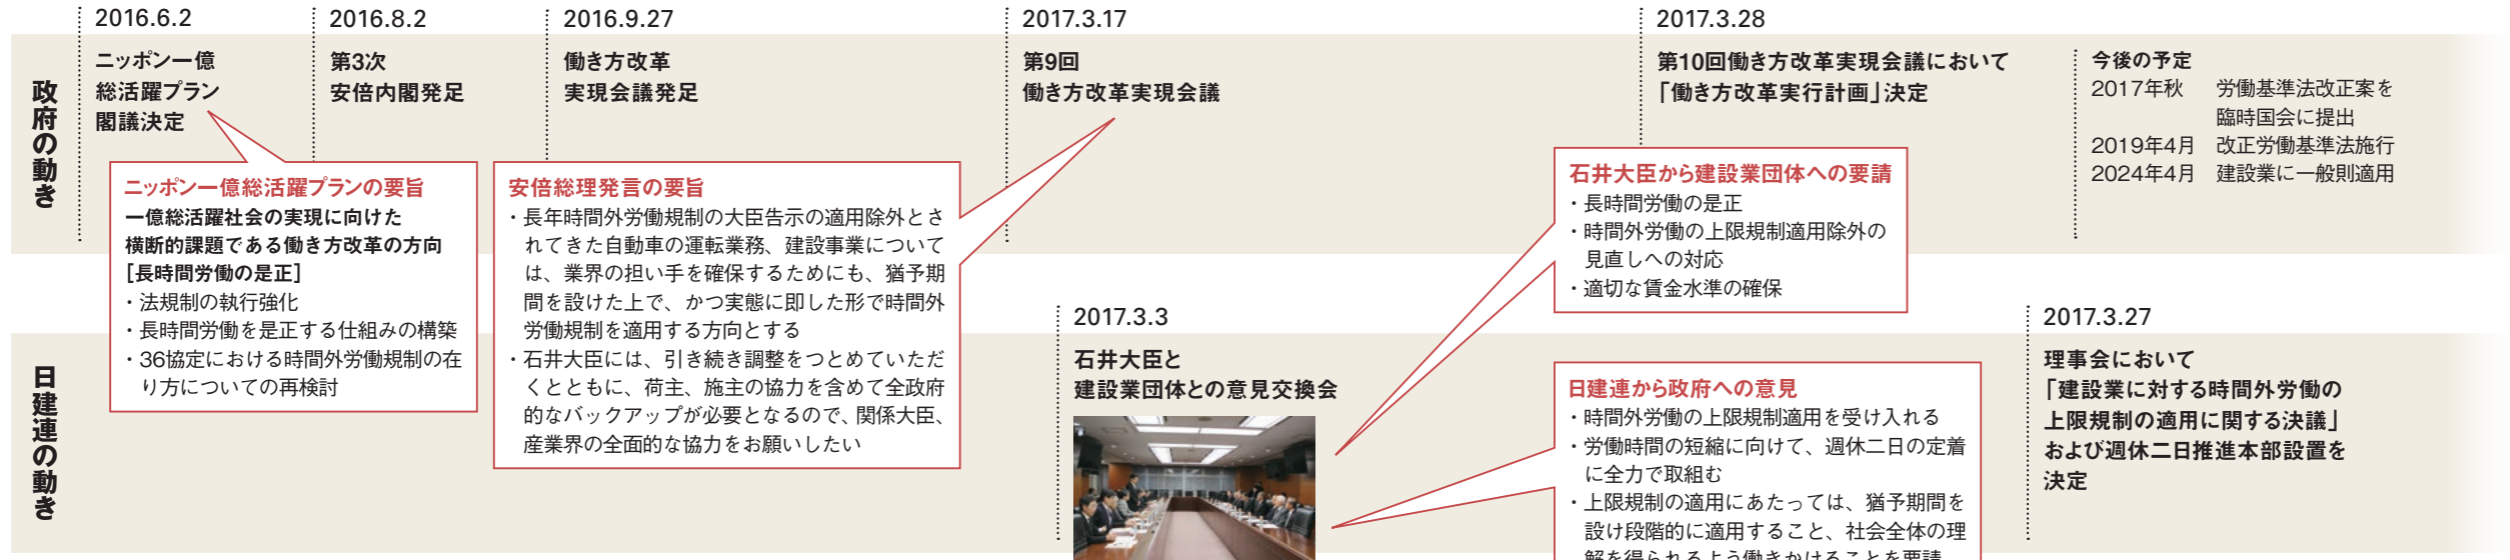 政府の動き
2016.6.2
ニッポン一億
総活躍プラン
閣議決定
2016.8.2
第3次
安倍内閣発足
2016.9.27
働き方改革
実現会議発足
2017.3.17
第9回
働き方改革実現会議
2017.3.28
第10回働き方改革実現会議において
「働き方改革実行計画」決定
今後の予定
2017年秋 労働基準法改正案を
臨時国会に提出
2019年4月 改正労働基準法施行
2024年4月 建設業に一般則適用
ニッポン一億総活躍プランの要旨
一億総活躍社会の実現に向けた
横断的課題である働き方改革の方向
[長時間労働の是正]
・法規制の執行強化
・長時間労働を是正する仕組みの構築
・36協定における時間外労働規制の在
り方についての再検討
安倍総理発言の要旨
・長年時間外労働規制の大臣告示の適用除外とさ
れてきた自動車の運転業務、建設事業について
は、業界の担い手を確保するためにも、猶予期
間を設けた上で、かつ実態に即した形で時間外
労働規制を適用する方向とする
・石井大臣には、引き続き調整をつとめていただ
くとともに、荷主、施主の協力を含めて全政府
的なバックアップが必要となるので、関係大臣、
産業界の全面的な協力をお願いしたい
石井大臣から建設業団体への要請
・長時間労働の是正
・時間外労働の上限規制適用除外の
見直しへの対応
・適切な賃金水準の確保
日建連の動き
2017.3.3
石井大臣と
建設業団体との意見交換会
日建連から政府への意見
・時間外労働の上限規制適用を受け入れる
・労働時間の短縮に向けて、週休二日の定着
に全力で取組む
・上限規制の適用にあたっては、猶予期間を
設け段階的に適用すること、社会全体の理
解を得られるよう働きかけることを要請
2017.3.27
理事会において
「建設業に対する時間外労働の
上限規制の適用に関する決議」
および週休二日推進本部設置を
決定